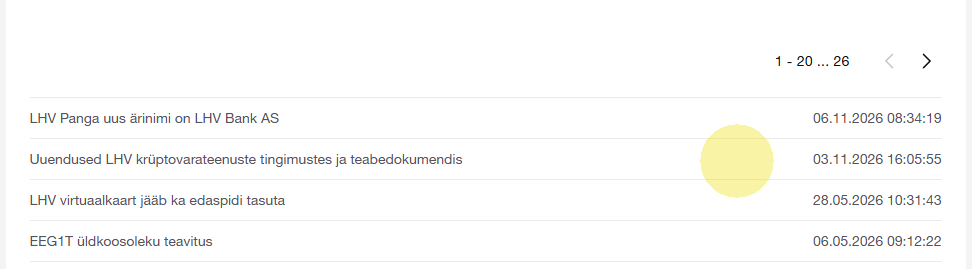 1 - 20 ... 26
LHV Panga uus ärinimi on LHV Bank AS 06.11.2026 08:34:19
Uuendused LHV krüptovarateenuste tingimustes ja teabedokumendis 03.11.2026 16:05:55
LHV virtuaalkaart jääb ka edaspidi tasuta 28.05.2026 10:31:43
EEG1T üldkoosoleku teavitus 06.05.2026 09:12:22